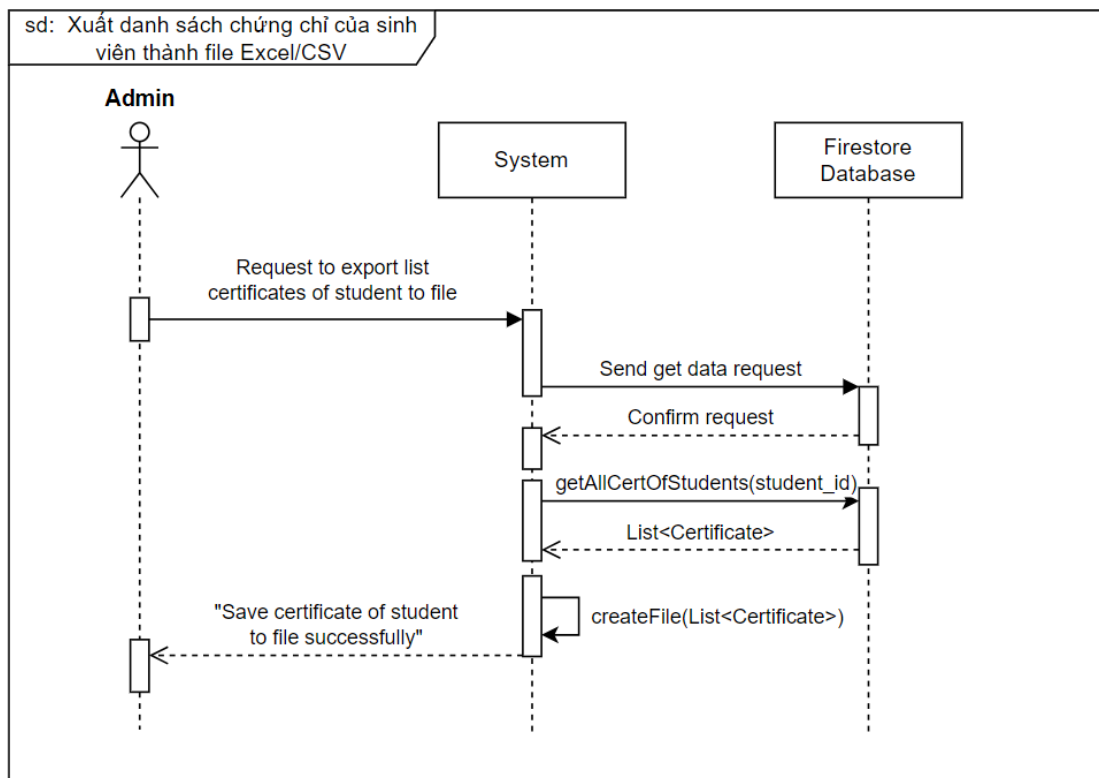 sd: Xuất danh sách chứng chỉ của sinh
viên thành file Excel/CSV
Admin
System
Firestore
Database
Request to export list
certificates of student to file
Send get data request
Confirm request
getAllCertOfStudents(student_id)
List<Certificate>
createFile(List<Certificate>)
"Save certificate of student
to file successfully"